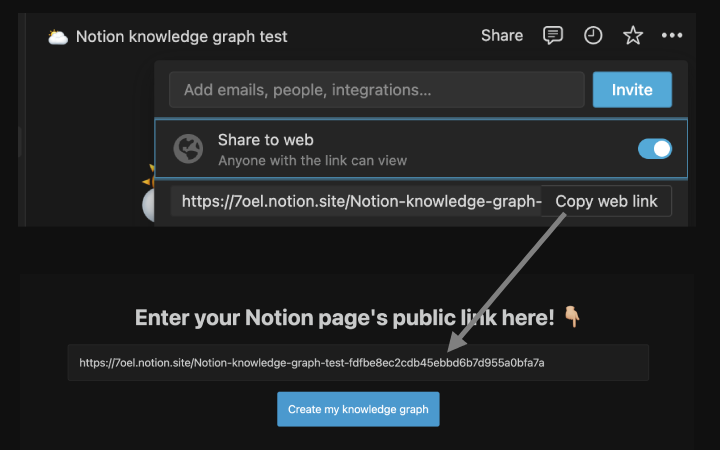 Notion knowledge graph test
Share
Add emails, people, integrations...
Invite
Share to web
Anyone with the link can view
https://7oel.notion.site/Notion-knowledge-graph-
Copy web link
Enter your Notion page's public link here! 👇🏼
https://7oel.notion.site/Notion-knowledge-graph-test-fdfbe8ec2cdb45ebbd6b7d955a0bfa7a
Create my knowledge graph